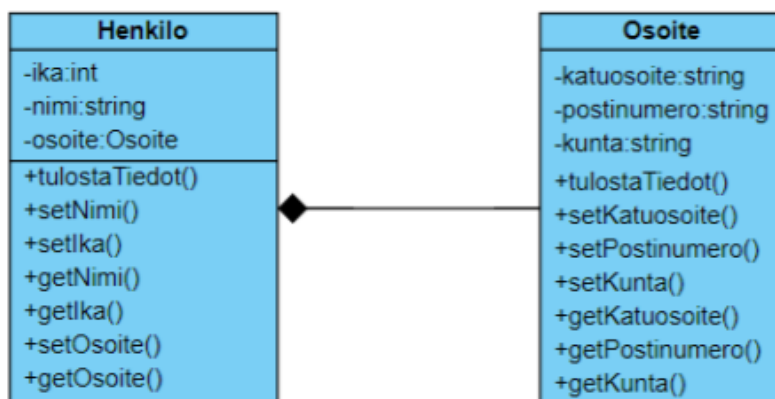 Henkilo
-ika:int
-nimi:string
-osoite:Osoite
+tulostaTiedot()
+setNimi()
+setIka()
+getNimi()
+getIka()
+setOsoite()
+getOsoite()
Osoite
-katuosoite:string
-postinumero:string
-kunta:string
+tulostaTiedot()
+setKatuosoite()
+setPostinumero()
+setKunta()
+getKatuosoite()
+getPostinumero()
+getKunta()